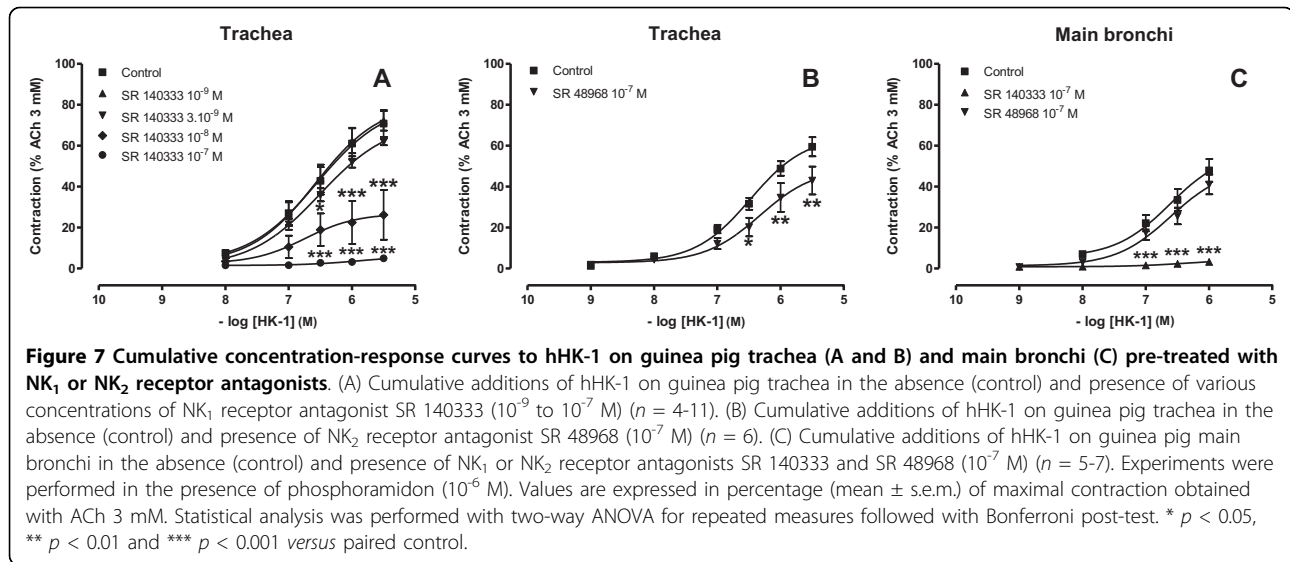 Trachea
A
Control
SR 140333 10⁻⁹ M
SR 140333 3.10⁻⁹ M
SR 140333 10⁻⁸ M
SR 140333 10⁻⁷ M
Contraction (% ACh 3 mM)
100
80
60
40
20
0
*
***
***
***
***
***
10 9 8 7 6 5
- log [HK-1] (M)
Trachea
B
Control
SR 48968 10⁻⁷ M
Contraction (% ACh 3 mM)
100
80
60
40
20
0
*
**
**
10 9 8 7 6 5
- log [HK-1] (M)
Main bronchi
C
Control
SR 140333 10⁻⁷ M
SR 48968 10⁻⁷ M
Contraction (% ACh 3 mM)
100
80
60
40
20
0
*** *** ***
10 9 8 7 6 5
- log [HK-1] (M)
Figure 7 Cumulative concentration-response curves to hHK-1 on guinea pig trachea (A and B) and main bronchi (C) pre-treated with
NK₁ or NK₂ receptor antagonists. (A) Cumulative additions of hHK-1 on guinea pig trachea in the absence (control) and presence of various
concentrations of NK₁ receptor antagonist SR 140333 (10⁻⁹ to 10⁻⁷ M) (n = 4-11). (B) Cumulative additions of hHK-1 on guinea pig trachea in the
absence (control) and presence of NK₂ receptor antagonist SR 48968 (10⁻⁷ M) (n = 6). (C) Cumulative additions of hHK-1 on guinea pig main
bronchi in the absence (control) and presence of NK₁ or NK₂ receptor antagonists SR 140333 and SR 48968 (10⁻⁷ M) (n = 5-7). Experiments were
performed in the presence of phosphoramidon (10⁻⁶ M). Values are expressed in percentage (mean ± s.e.m.) of maximal contraction obtained
with ACh 3 mM. Statistical analysis was performed with two-way ANOVA for repeated measures followed with Bonferroni post-test. * p < 0.05,
** p < 0.01 and *** p < 0.001 versus paired control.